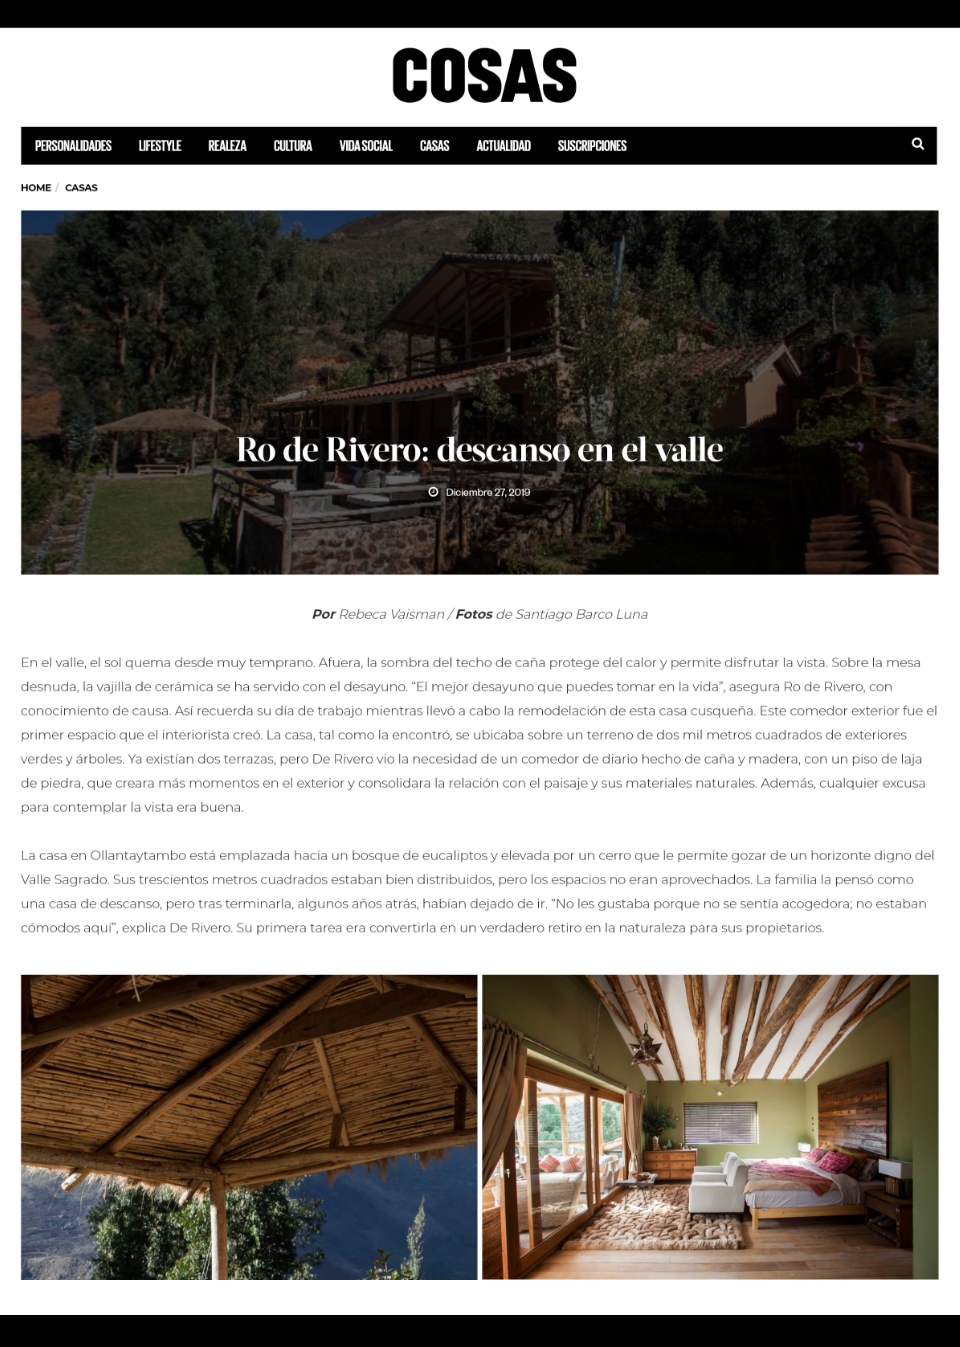 COSAS
PERSONALIDADES LIFESTYLE REALEZA CULTURA VIDA SOCIAL CASAS ACTUALIDAD SUSCRIPCIONES
HOME / CASAS
Ro de Rivero: descanso en el valle
Diciembre 27, 2019
Por Rebeca Vaisman / Fotos de Santiago Barco Luna
En el valle, el sol quema desde muy temprano. Afuera, la sombra del techo de caña protege del calor y permite disfrutar la vista. Sobre la mesa
desnuda, la vajilla de cerámica se ha servido con el desayuno. “El mejor desayuno que puedes tomar en la vida”, asegura Ro de Rivero, con
conocimiento de causa. Así recuerda su día de trabajo mientras llevó a cabo la remodelación de esta casa cusqueña. Este comedor exterior fue el
primer espacio que el interiorista creó. La casa, tal como la encontró, se ubicaba sobre un terreno de dos mil metros cuadrados de exteriores
verdes y árboles. Ya existían dos terrazas, pero De Rivero vio la necesidad de un comedor de diario hecho de caña y madera, con un piso de laja
de piedra, que creara más momentos en el exterior y consolidara la relación con el paisaje y sus materiales naturales. Además, cualquier excusa
para contemplar la vista era buena.
La casa en Ollantaytambo está emplazada hacia un bosque de eucaliptos y elevada por un cerro que le permite gozar de un horizonte digno del
Valle Sagrado. Sus trescientos metros cuadrados estaban bien distribuidos, pero los espacios no eran aprovechados. La familia la pensó como
una casa de descanso, pero tras terminarla, algunos años atrás, habían dejado de ir. “No les gustaba porque no se sentía acogedora; no estaban
cómodos aquí”, explica De Rivero. Su primera tarea era convertirla en un verdadero retiro en la naturaleza para sus propietarios.